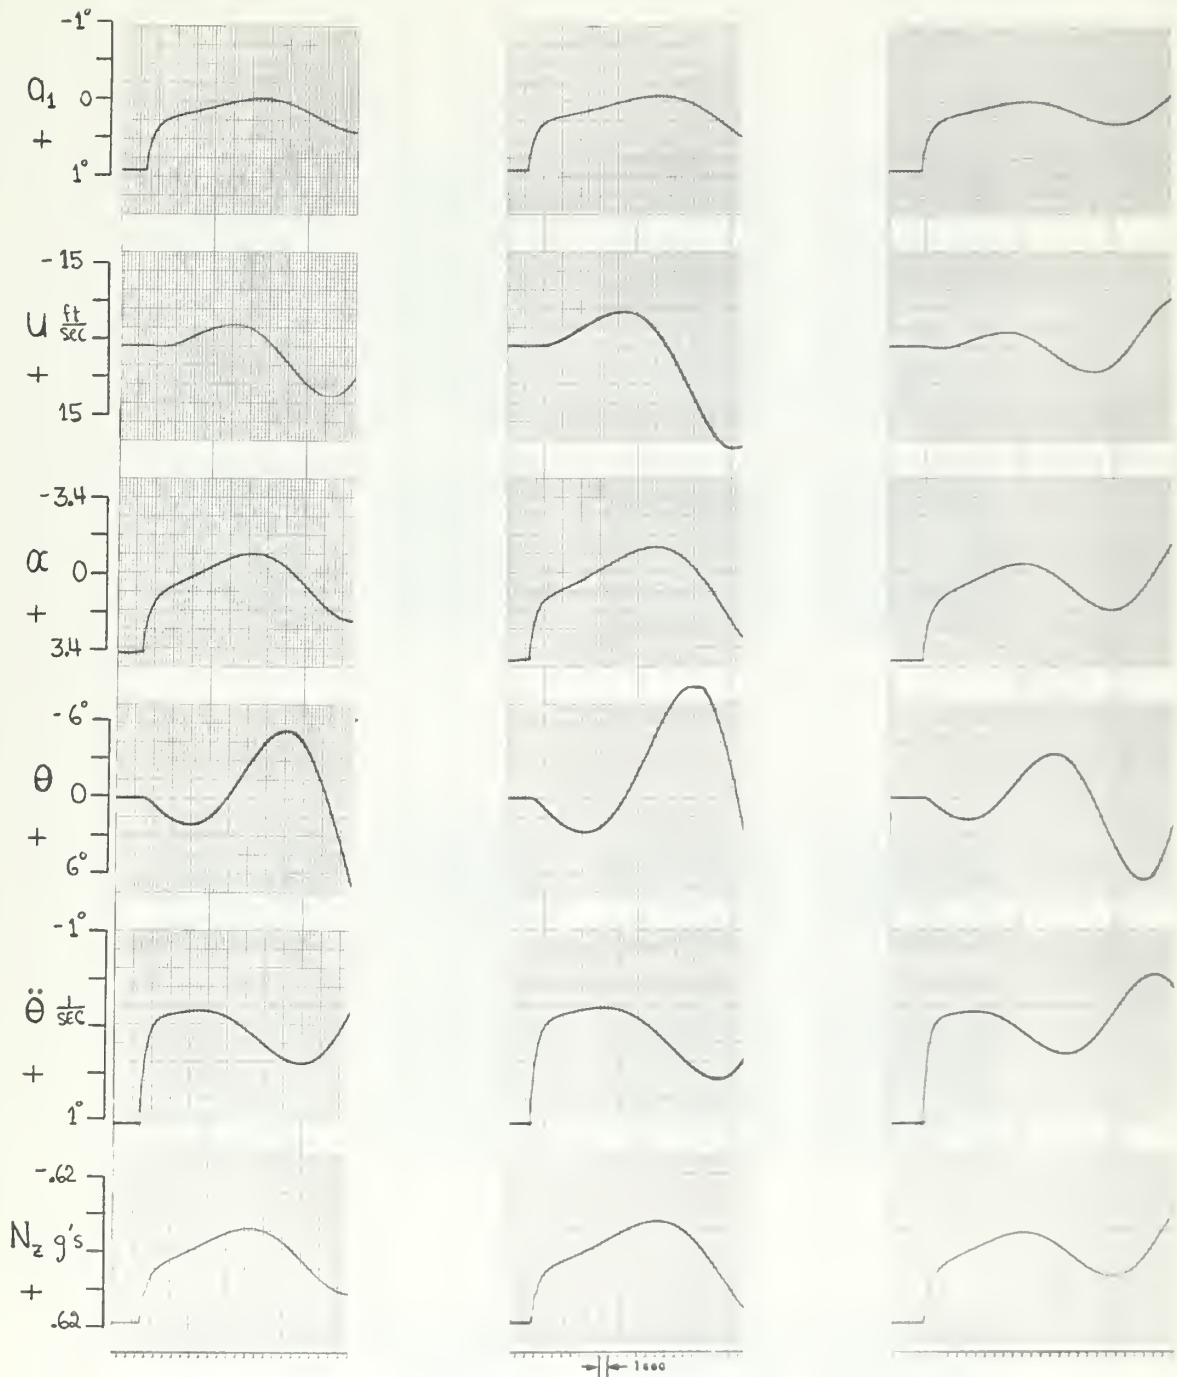 -1°
a₁ 0
+
1°
-15
u ft/sec
+
15
-3.4
α 0
+
3.4
-6°
θ 0
+
6°
-1°
θ̈ 1/SEC
+
1°
-.62
N_z g's
+
.62
1 sec